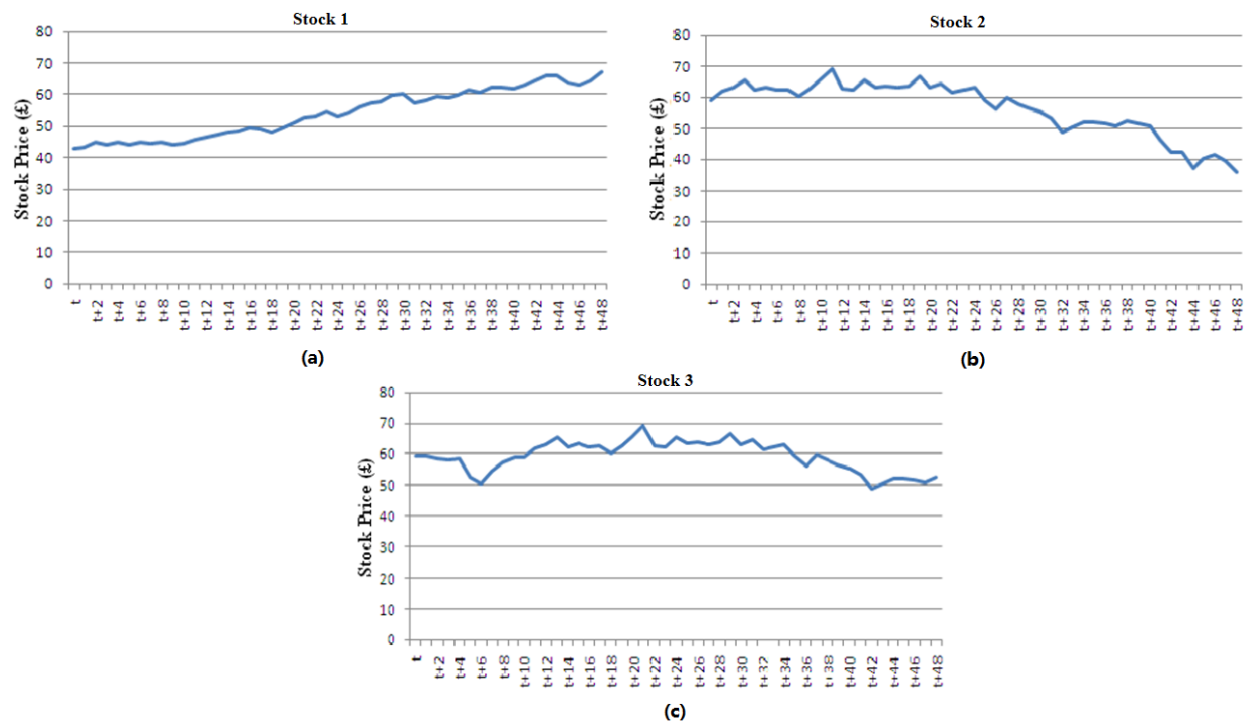 Stock 1
80
70
60
50
40
30
20
10
0
Stock Price (£)
t
t+2
t+4
t+6
t+8
t+10
t+12
t+14
t+16
t+18
t+20
t+22
t+24
t+26
t+28
t+30
t+32
t+34
t+36
t+38
t+40
t+42
t+44
t+46
t+48
(a)
Stock 2
80
70
60
50
40
30
20
10
0
Stock Price (£)
t
t+2
t+4
t+6
t+8
t+10
t+12
t+14
t+16
t+18
t+20
t+22
t+24
t+26
t+28
t+30
t+32
t+34
t+36
t+38
t+40
t+42
t+44
t+46
t+48
(b)
Stock 3
80
70
60
50
40
30
20
10
0
Stock Price (£)
t
t+2
t+4
t+6
t+8
t+10
t+12
t+14
t+16
t+18
t+20
t+22
t+24
t+26
t+28
t+30
t+32
t+34
t+36
t+38
t+40
t+42
t+44
t+46
t+48
(c)